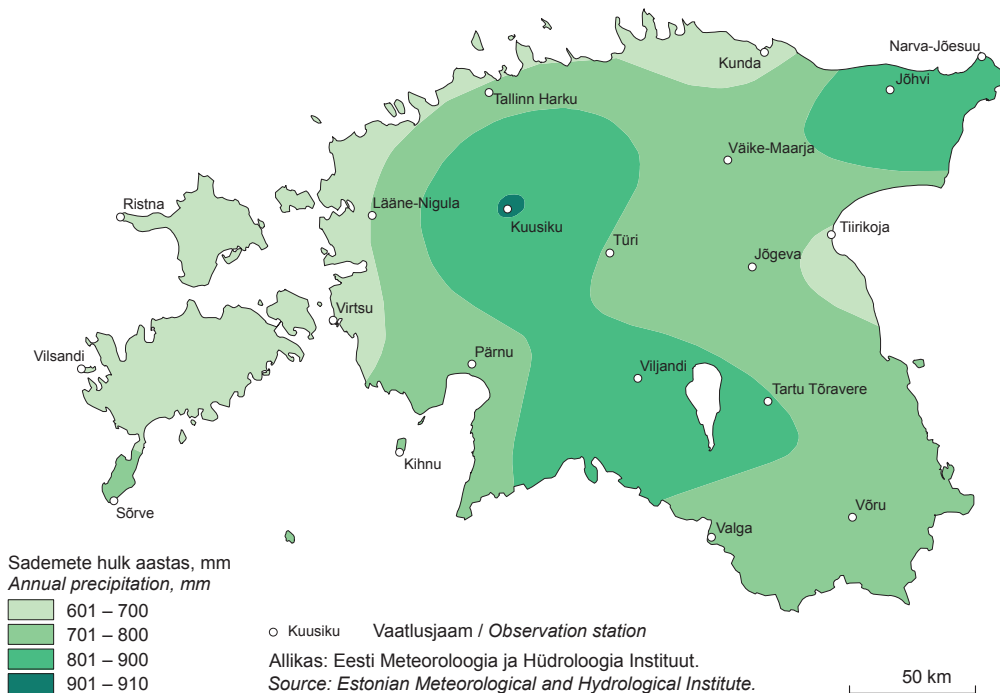 Narva-Jõesuu
Kunda
Jõhvi
Tallinn Harku
Väike-Maarja
Ristna
Lääne-Nigula
Kuusiku
Tiirikoja
Türi
Jõgeva
Virtsu
Vilsandi
Pärnu
Viljandi
Tartu Tõravere
Kihnu
Sõrve
Võru
Valga
Sademete hulk aastas, mm
Annual precipitation, mm
601 – 700
701 – 800
801 – 900
901 – 910
Kuusiku Vaatlusjaam / Observation station
Allikas: Eesti Meteoroloogia ja Hüdroloogia Instituut.
Source: Estonian Meteorological and Hydrological Institute.
50 km